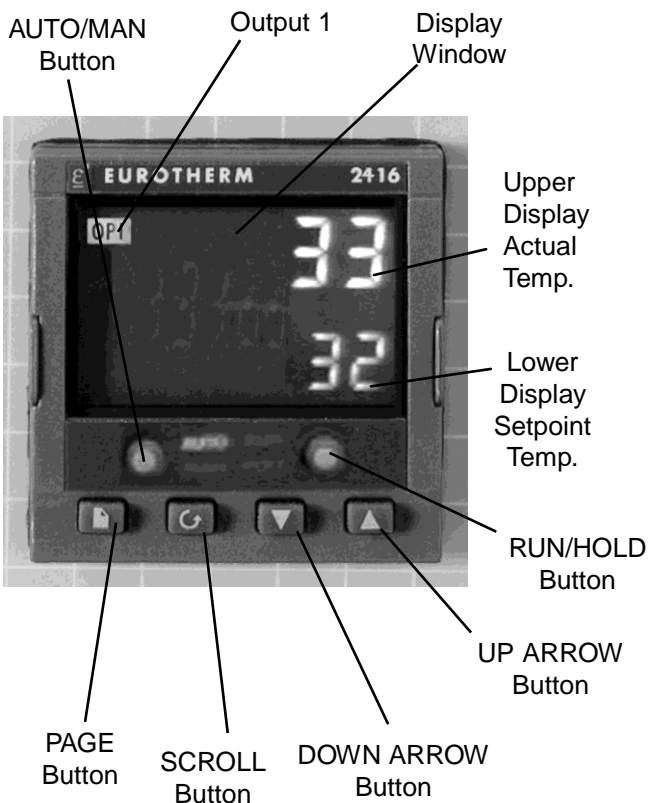 AUTO/MAN
Button
Output 1
Display
Window
EUROTHERM 2416
OP1
33
Upper
Display
Actual
Temp.
32
Lower
Display
Setpoint
Temp.
AUTO
RUN/HOLD
Button
UP ARROW
Button
PAGE
Button
SCROLL
Button
DOWN ARROW
Button